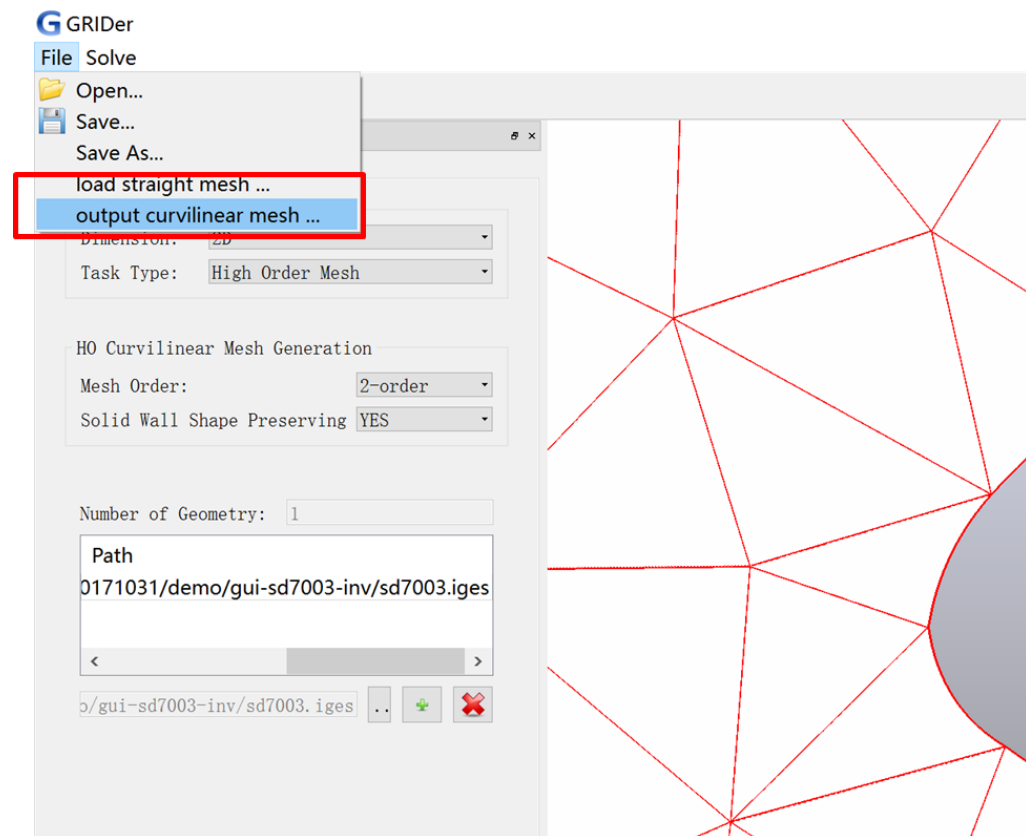 GRIDer
File Solve
Open...
Save...
Save As...
load straight mesh ...
output curvilinear mesh ...
Dimension: 2D
Task Type: High Order Mesh
HO Curvilinear Mesh Generation
Mesh Order: 2-order
Solid Wall Shape Preserving YES
Number of Geometry: 1
Path
0171031/demo/gui-sd7003-inv/sd7003.iges
o/gui-sd7003-inv/sd7003.iges ..